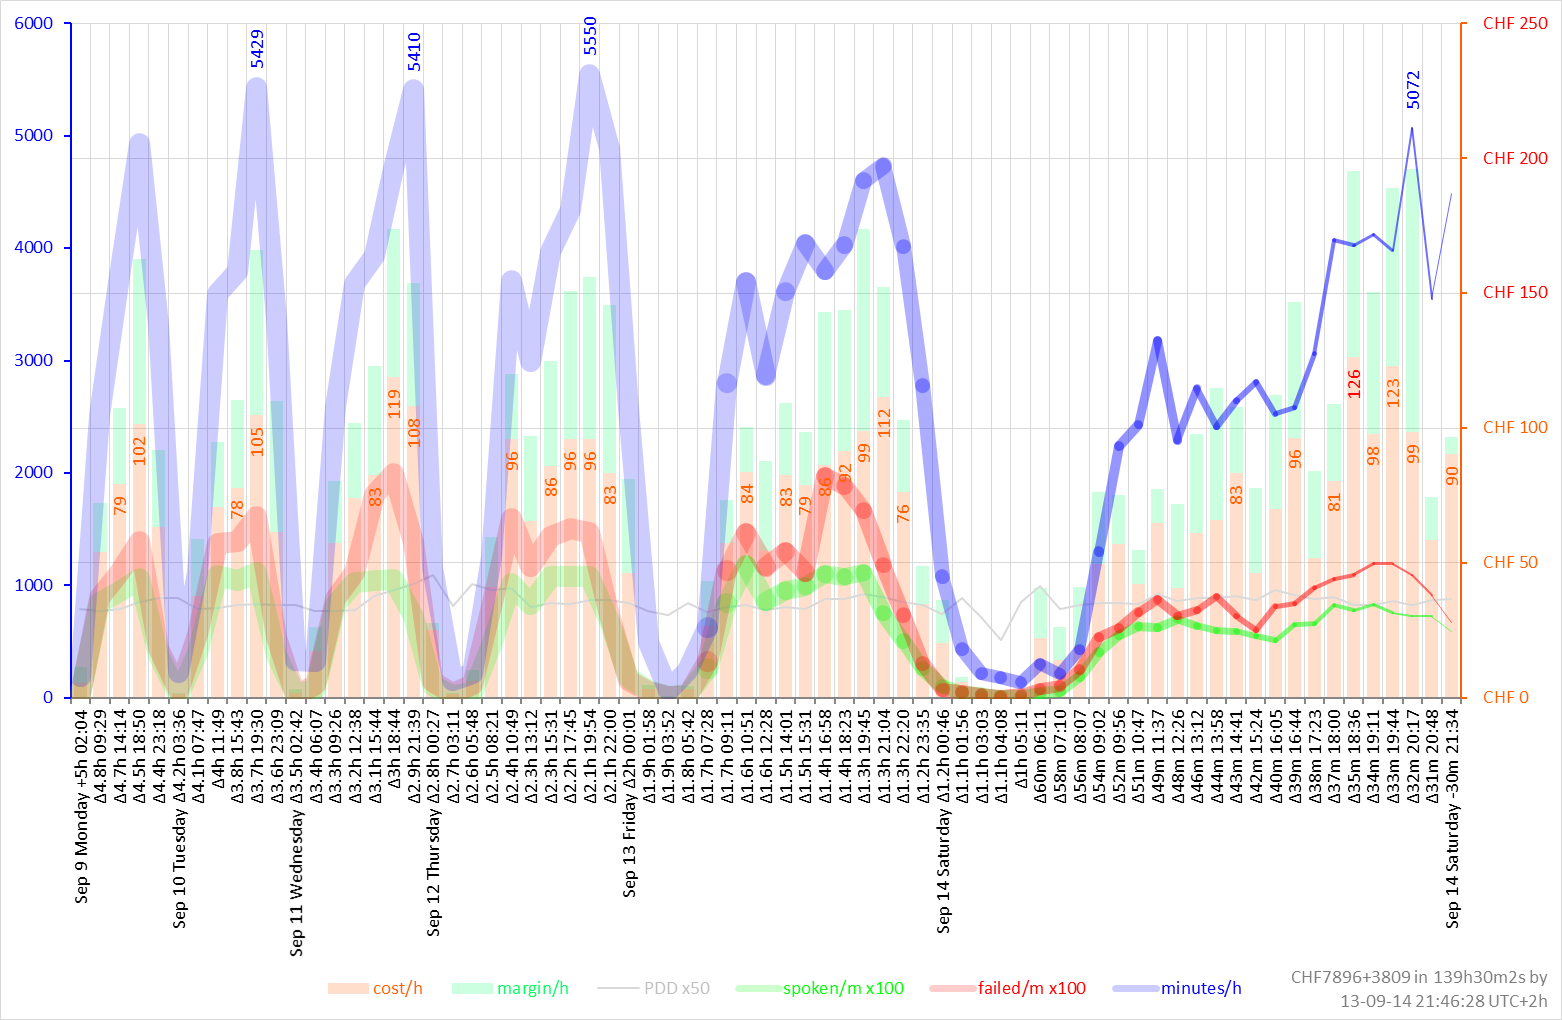 6000
5000
4000
3000
2000
1000
0
CHF 250
CHF 200
CHF 150
CHF 100
CHF 50
CHF 0
79
102
78
105
83
119
108
96
86
96
96
83
84
83
79
86
92
99
112
76
83
96
81
126
98
123
99
90
5429
5410
5550
5072
Sep 9 Monday +5h 02:04
Δ4.8h 09:29
Δ4.7h 14:14
Δ4.5h 18:50
Δ4.4h 23:18
Sep 10 Tuesday Δ4.2h 03:36
Δ4.1h 07:47
Δ4h 11:49
Δ3.8h 15:43
Δ3.7h 19:30
Δ3.6h 23:09
Sep 11 Wednesday Δ3.5h 02:42
Δ3.4h 06:07
Δ3.3h 09:26
Δ3.2h 12:38
Δ3.1h 15:44
Δ3h 18:44
Δ2.9h 21:39
Sep 12 Thursday Δ2.8h 00:27
Δ2.7h 03:11
Δ2.6h 05:48
Δ2.5h 08:21
Δ2.4h 10:49
Δ2.3h 13:12
Δ2.3h 15:31
Δ2.2h 17:45
Δ2.1h 19:54
Δ2.1h 22:00
Sep 13 Friday Δ2h 00:01
Δ1.9h 01:58
Δ1.9h 03:52
Δ1.8h 05:42
Δ1.7h 07:28
Δ1.7h 09:11
Δ1.6h 10:51
Δ1.6h 12:28
Δ1.5h 14:01
Δ1.5h 15:31
Δ1.4h 16:58
Δ1.4h 18:23
Δ1.3h 19:45
Δ1.3h 21:04
Δ1.3h 22:20
Δ1.2h 23:35
Sep 14 Saturday Δ1.2h 00:46
Δ1.1h 01:56
Δ1.1h 03:03
Δ1.1h 04:08
Δ1h 05:11
Δ60m 06:11
Δ58m 07:10
Δ56m 08:07
Δ54m 09:02
Δ52m 09:56
Δ51m 10:47
Δ49m 11:37
Δ48m 12:26
Δ46m 13:12
Δ44m 13:58
Δ43m 14:41
Δ42m 15:24
Δ40m 16:05
Δ39m 16:44
Δ38m 17:23
Δ37m 18:00
Δ35m 18:36
Δ34m 19:11
Δ33m 19:44
Δ32m 20:17
Δ31m 20:48
Sep 14 Saturday -30m 21:34
cost/h
margin/h
PDD x50
spoken/m x100
failed/m x100
minutes/h
CHF7896+3809 in 139h30m2s by
13-09-14 21:46:28 UTC+2h